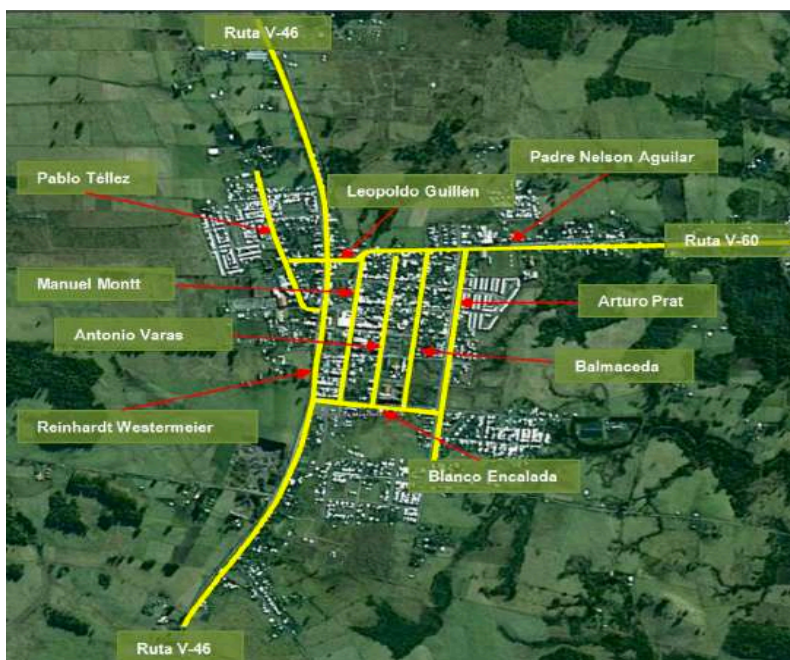 Ruta V-46
Padre Nelson Aguilar
Pablo Téllez
Leopoldo Guillén
Ruta V-60
Manuel Montt
Arturo Prat
Antonio Varas
Balmaceda
Reinhardt Westermeier
Blanco Encalada
Ruta V-46